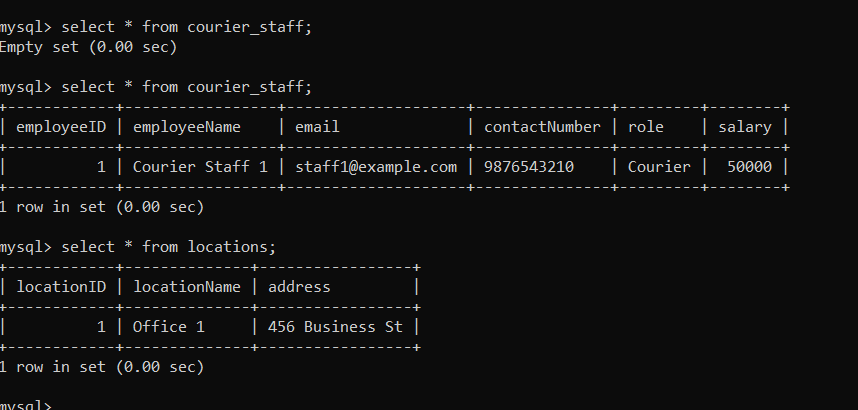 mysql> select * from courier_staff;
Empty set (0.00 sec)
mysql> select * from courier_staff;
+------------+-----------------+--------------------+---------------+---------+--------+
| employeeID | employeeName    | email              | contactNumber | role    | salary |
+------------+-----------------+--------------------+---------------+---------+--------+
|          1 | Courier Staff 1 | staff1@example.com | 9876543210    | Courier |  50000 |
+------------+-----------------+--------------------+---------------+---------+--------+
1 row in set (0.00 sec)
mysql> select * from locations;
+------------+--------------+-----------------+
| locationID | locationName | address         |
+------------+--------------+-----------------+
|          1 | Office 1     | 456 Business St |
+------------+--------------+-----------------+
1 row in set (0.00 sec)
mysql>